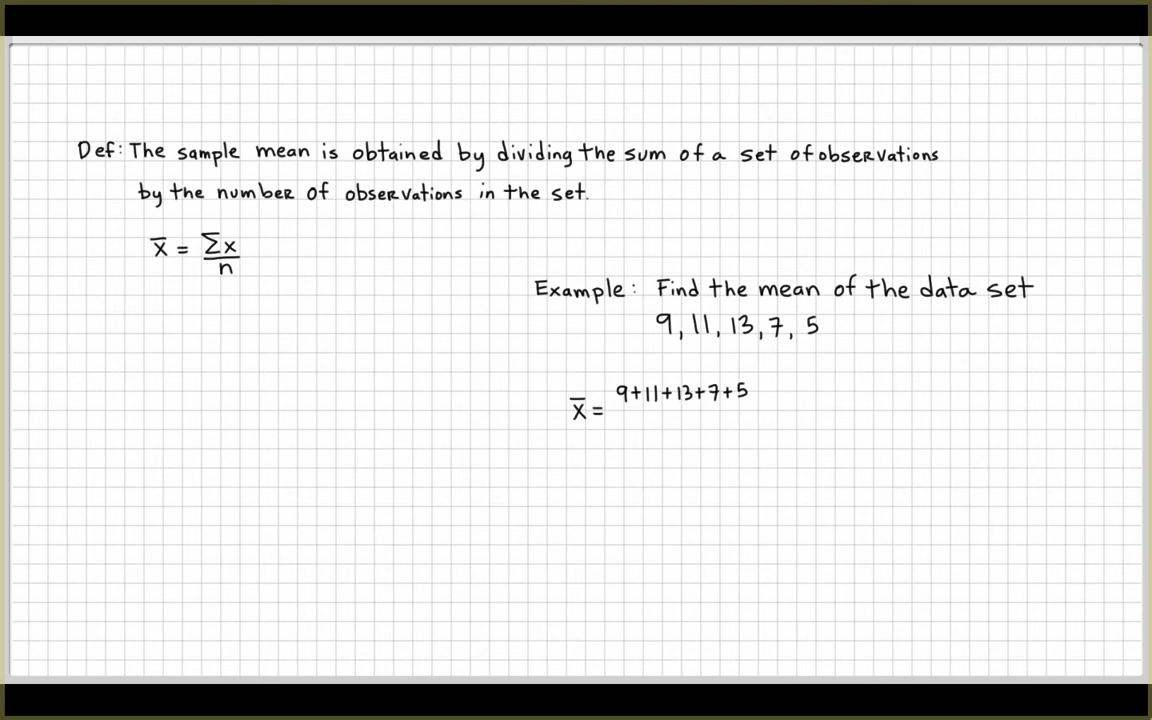 Def: The sample mean is obtained by dividing the sum of a set of observations
by the number of observations in the set.
x̄ = Σx
n
Example: Find the mean of the data set
9, 11, 13, 7, 5
x̄ = 9+11+13+7+5